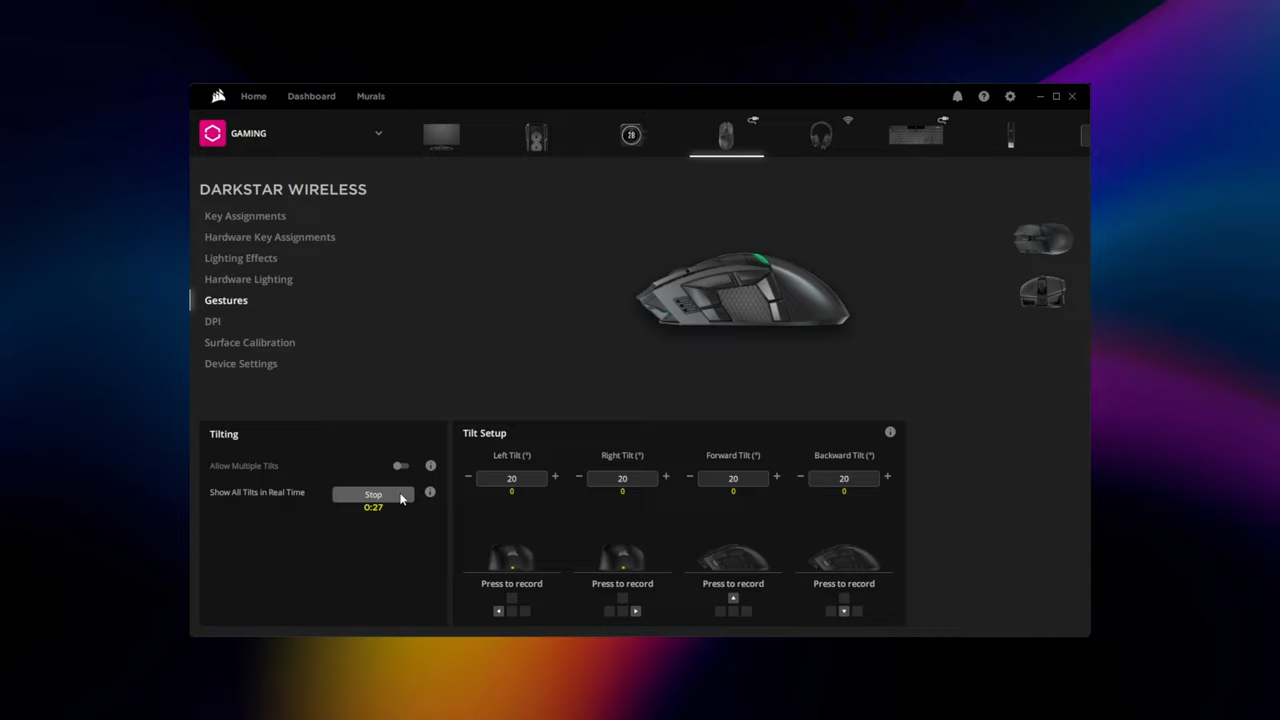 Home Dashboard Murals
GAMING
28
DARKSTAR WIRELESS
Key Assignments
Hardware Key Assignments
Lighting Effects
Hardware Lighting
Gestures
DPI
Surface Calibration
Device Settings
Tilting
Allow Multiple Tilts
Show All Tilts in Real Time Stop
0:27
Tilt Setup
Left Tilt (°) Right Tilt (°) Forward Tilt (°) Backward Tilt (°)
− 20 + − 20 + − 20 + − 20 +
0 0 0 0
Press to record Press to record Press to record Press to record